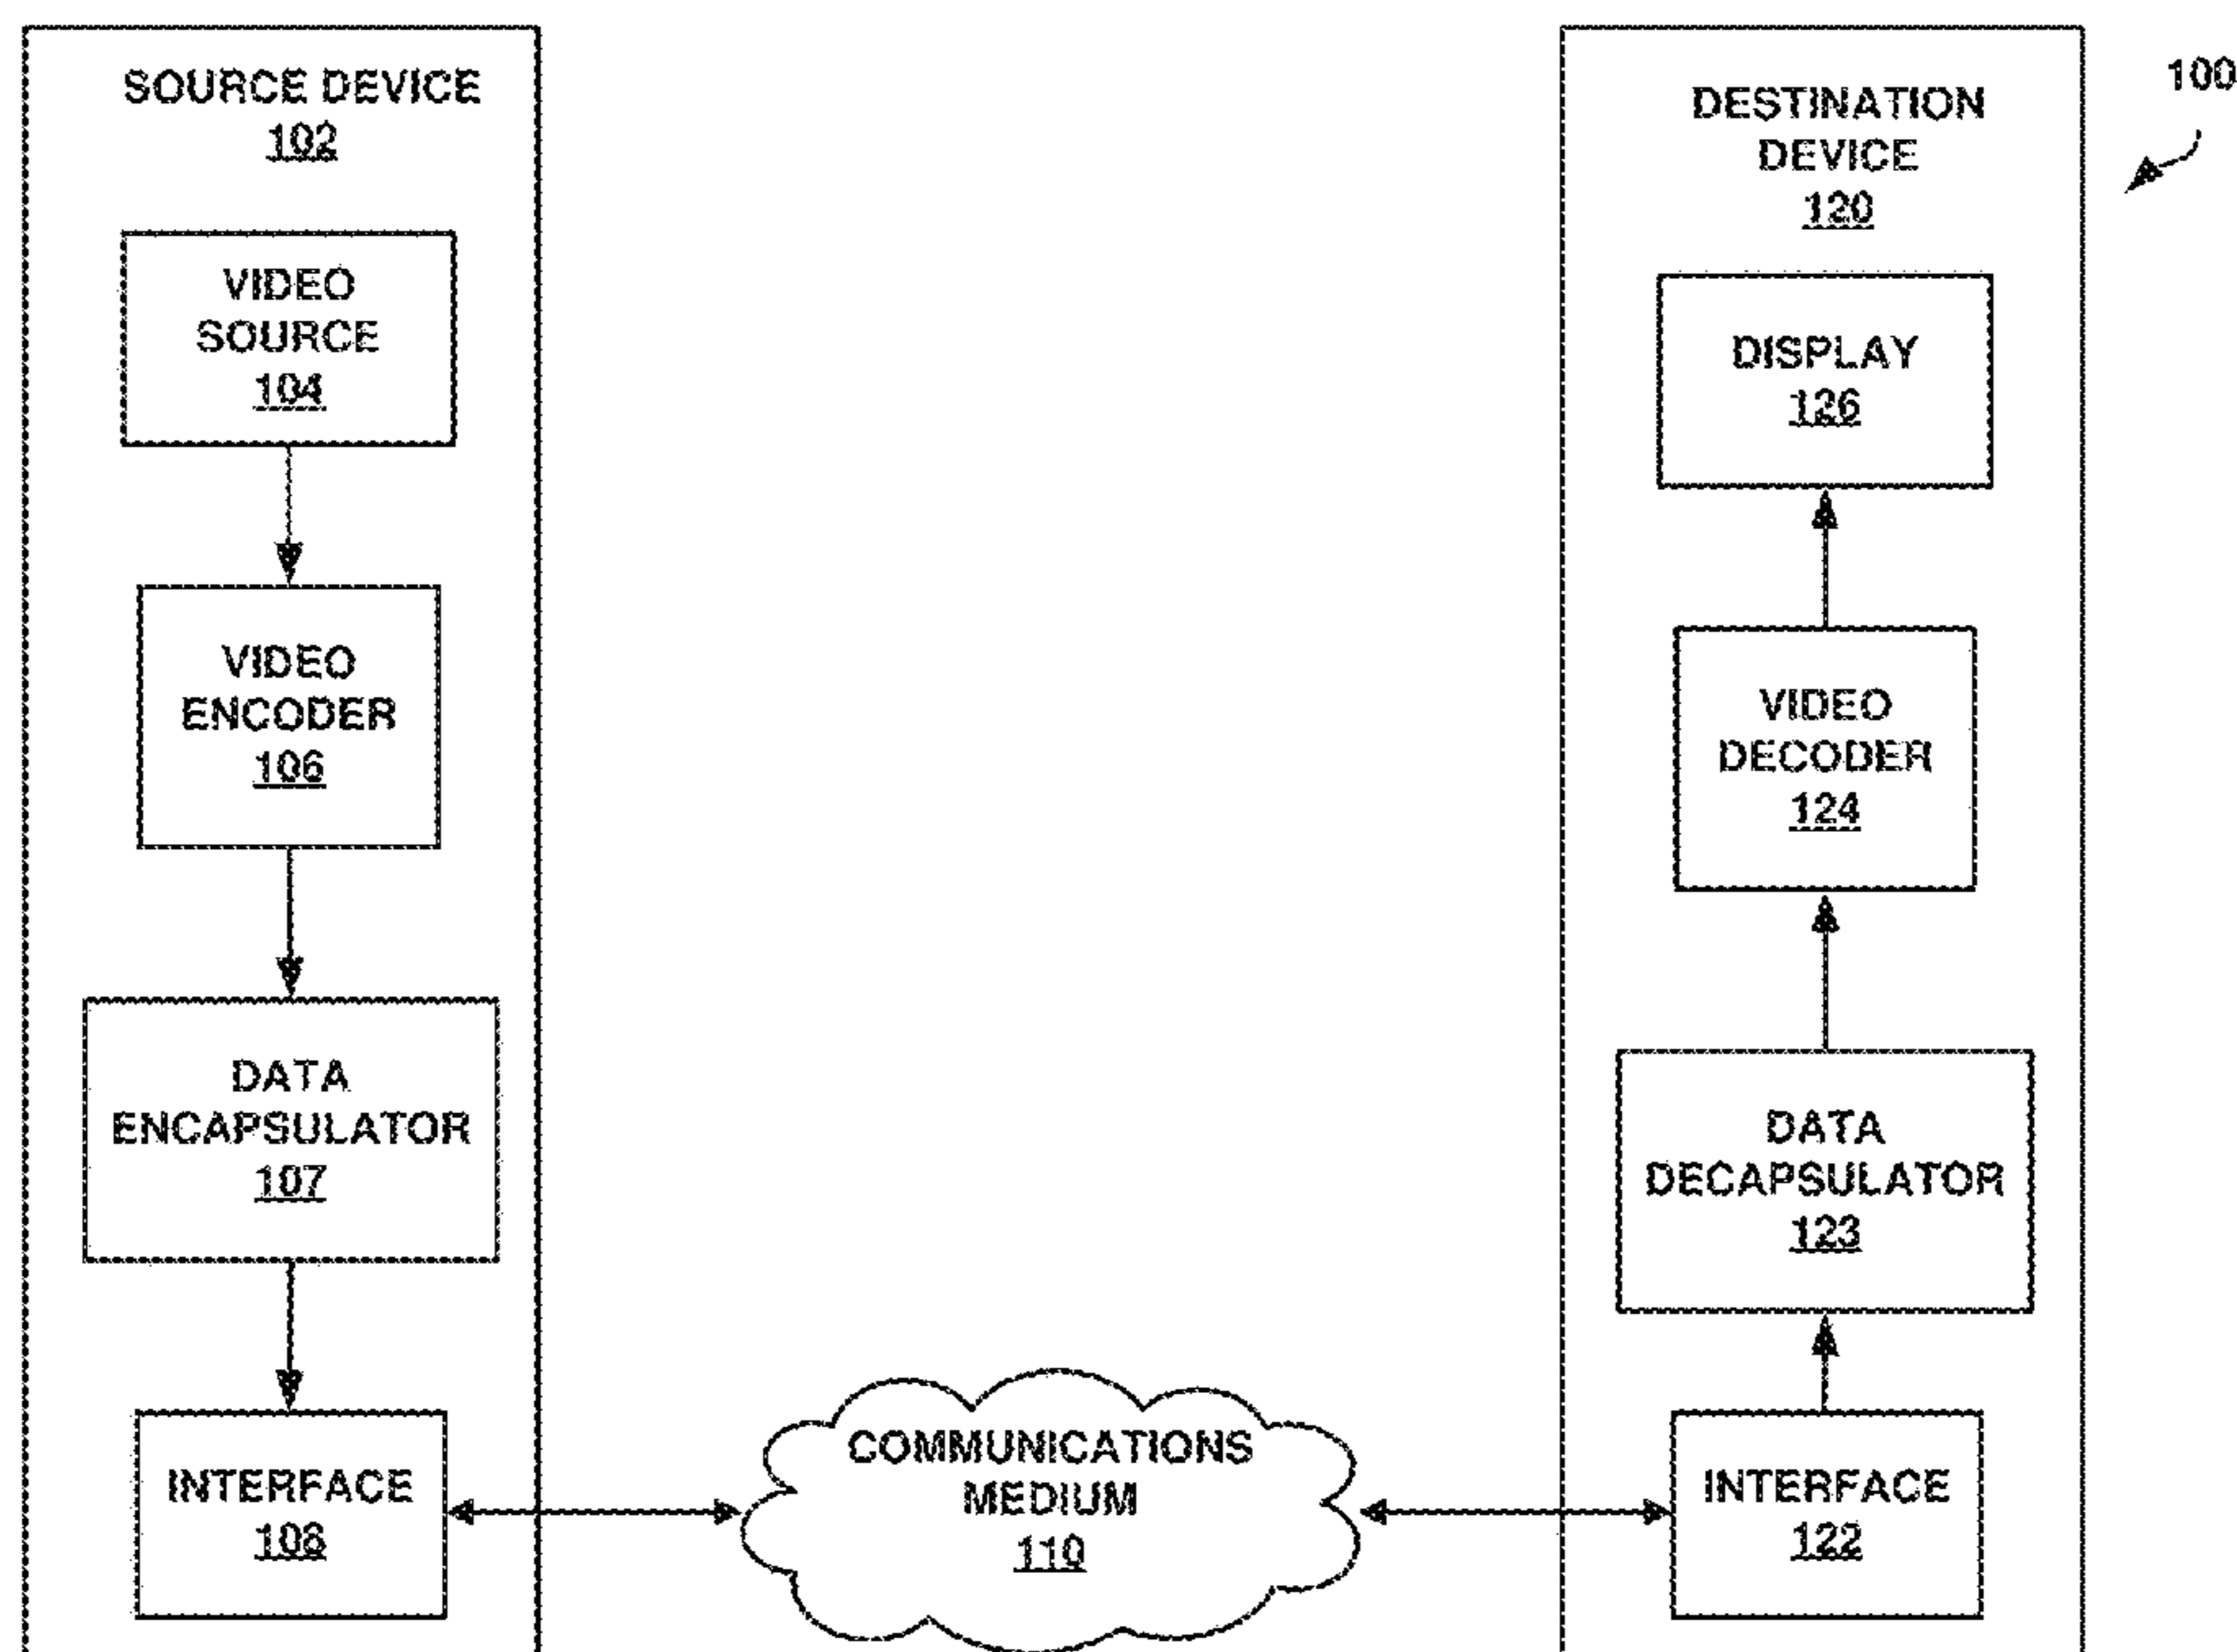 SOURCE DEVICE
102
VIDEO
SOURCE
104
VIDEO
ENCODER
106
DATA
ENCAPSULATOR
107
INTERFACE
108
COMMUNICATIONS
MEDIUM
110
DESTINATION
DEVICE
120
DISPLAY
126
VIDEO
DECODER
124
DATA
DECAPSULATOR
123
INTERFACE
122
100